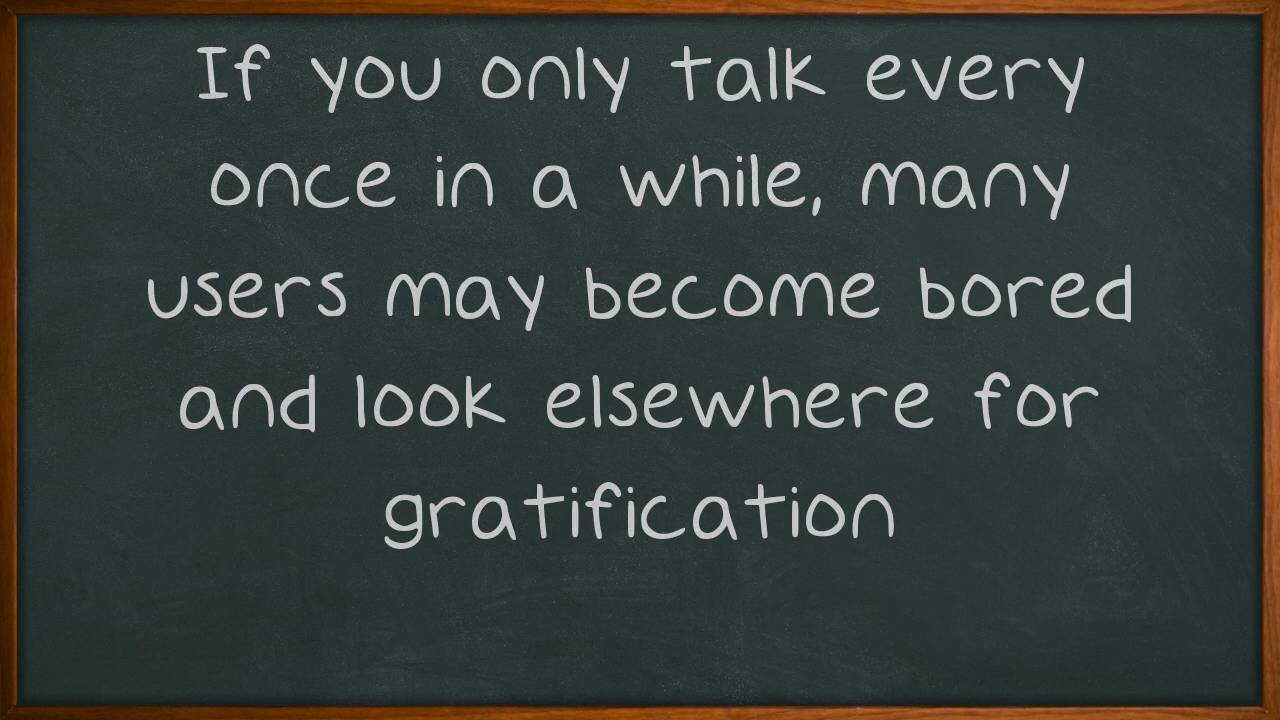 If you only talk every
once in a while, many
users may become bored
and look elsewhere for
gratification